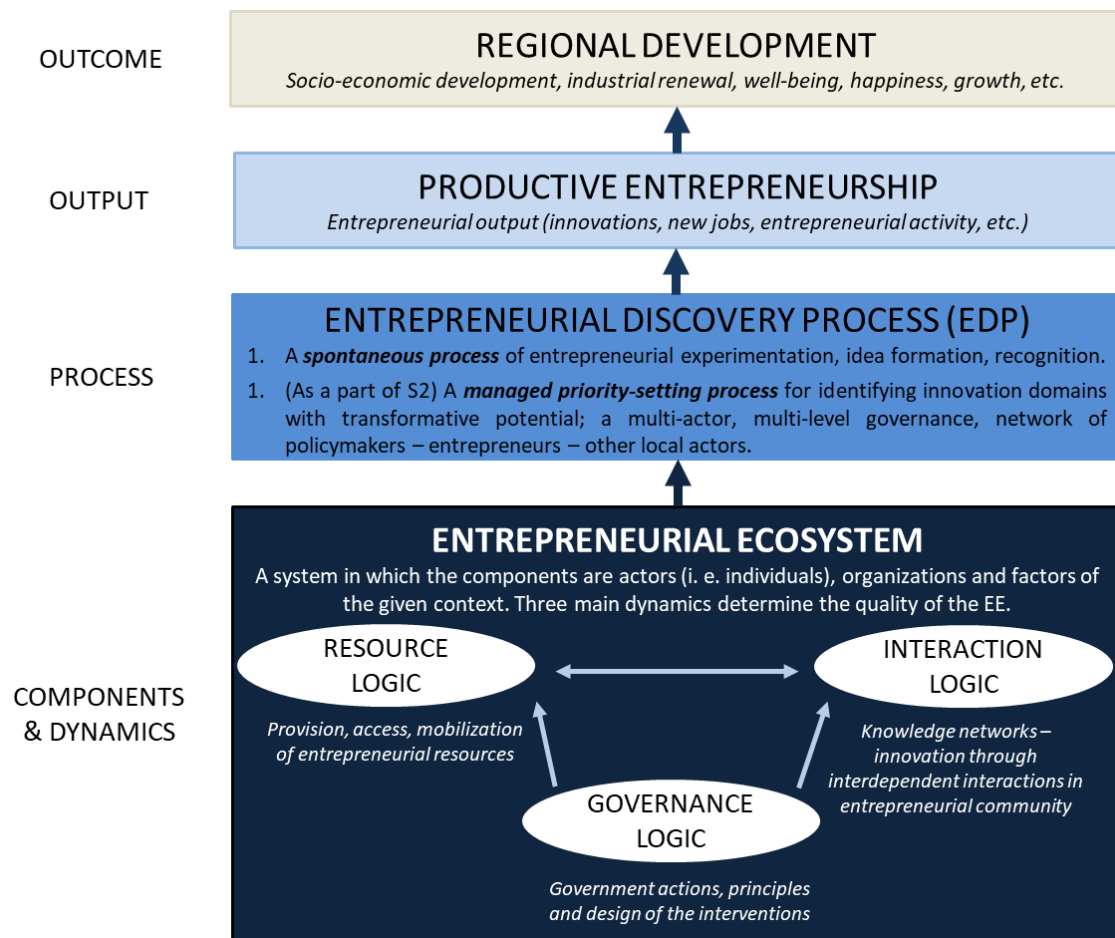 OUTCOME
REGIONAL DEVELOPMENT
Socio-economic development, industrial renewal, well-being, happiness, growth, etc.
OUTPUT
PRODUCTIVE ENTREPRENEURSHIP
Entrepreneurial output (innovations, new jobs, entrepreneurial activity, etc.)
PROCESS
ENTREPRENEURIAL DISCOVERY PROCESS (EDP)
1. A spontaneous process of entrepreneurial experimentation, idea formation, recognition.
1. (As a part of S2) A managed priority-setting process for identifying innovation domains
with transformative potential; a multi-actor, multi-level governance, network of
policymakers – entrepreneurs – other local actors.
COMPONENTS
& DYNAMICS
ENTREPRENEURIAL ECOSYSTEM
A system in which the components are actors (i. e. individuals), organizations and factors of
the given context. Three main dynamics determine the quality of the EE.
RESOURCE
LOGIC
Provision, access, mobilization
of entrepreneurial resources
INTERACTION
LOGIC
Knowledge networks –
innovation through
interdependent interactions in
entrepreneurial community
GOVERNANCE
LOGIC
Government actions, principles
and design of the interventions